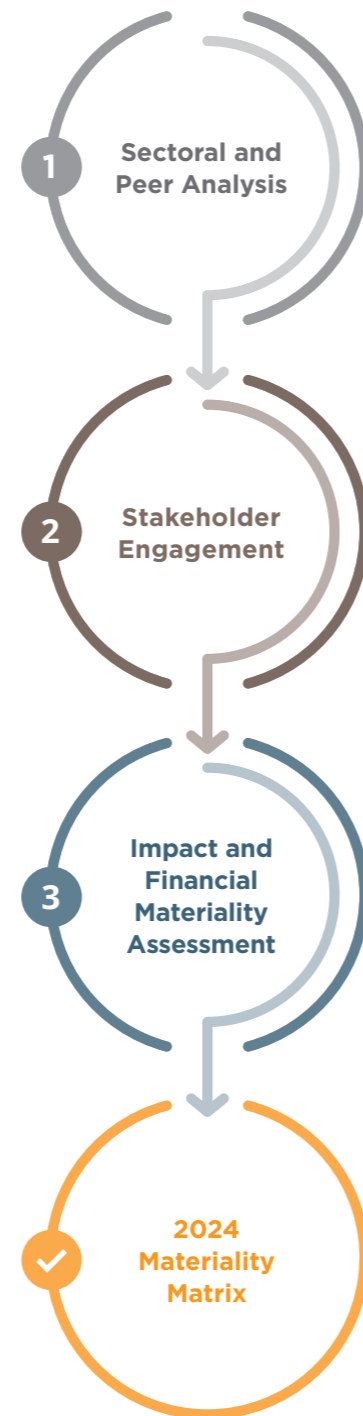 1
Sectoral and
Peer Analysis
2
Stakeholder
Engagement
3
Impact and
Financial
Materiality
Assessment
2024
Materiality
Matrix